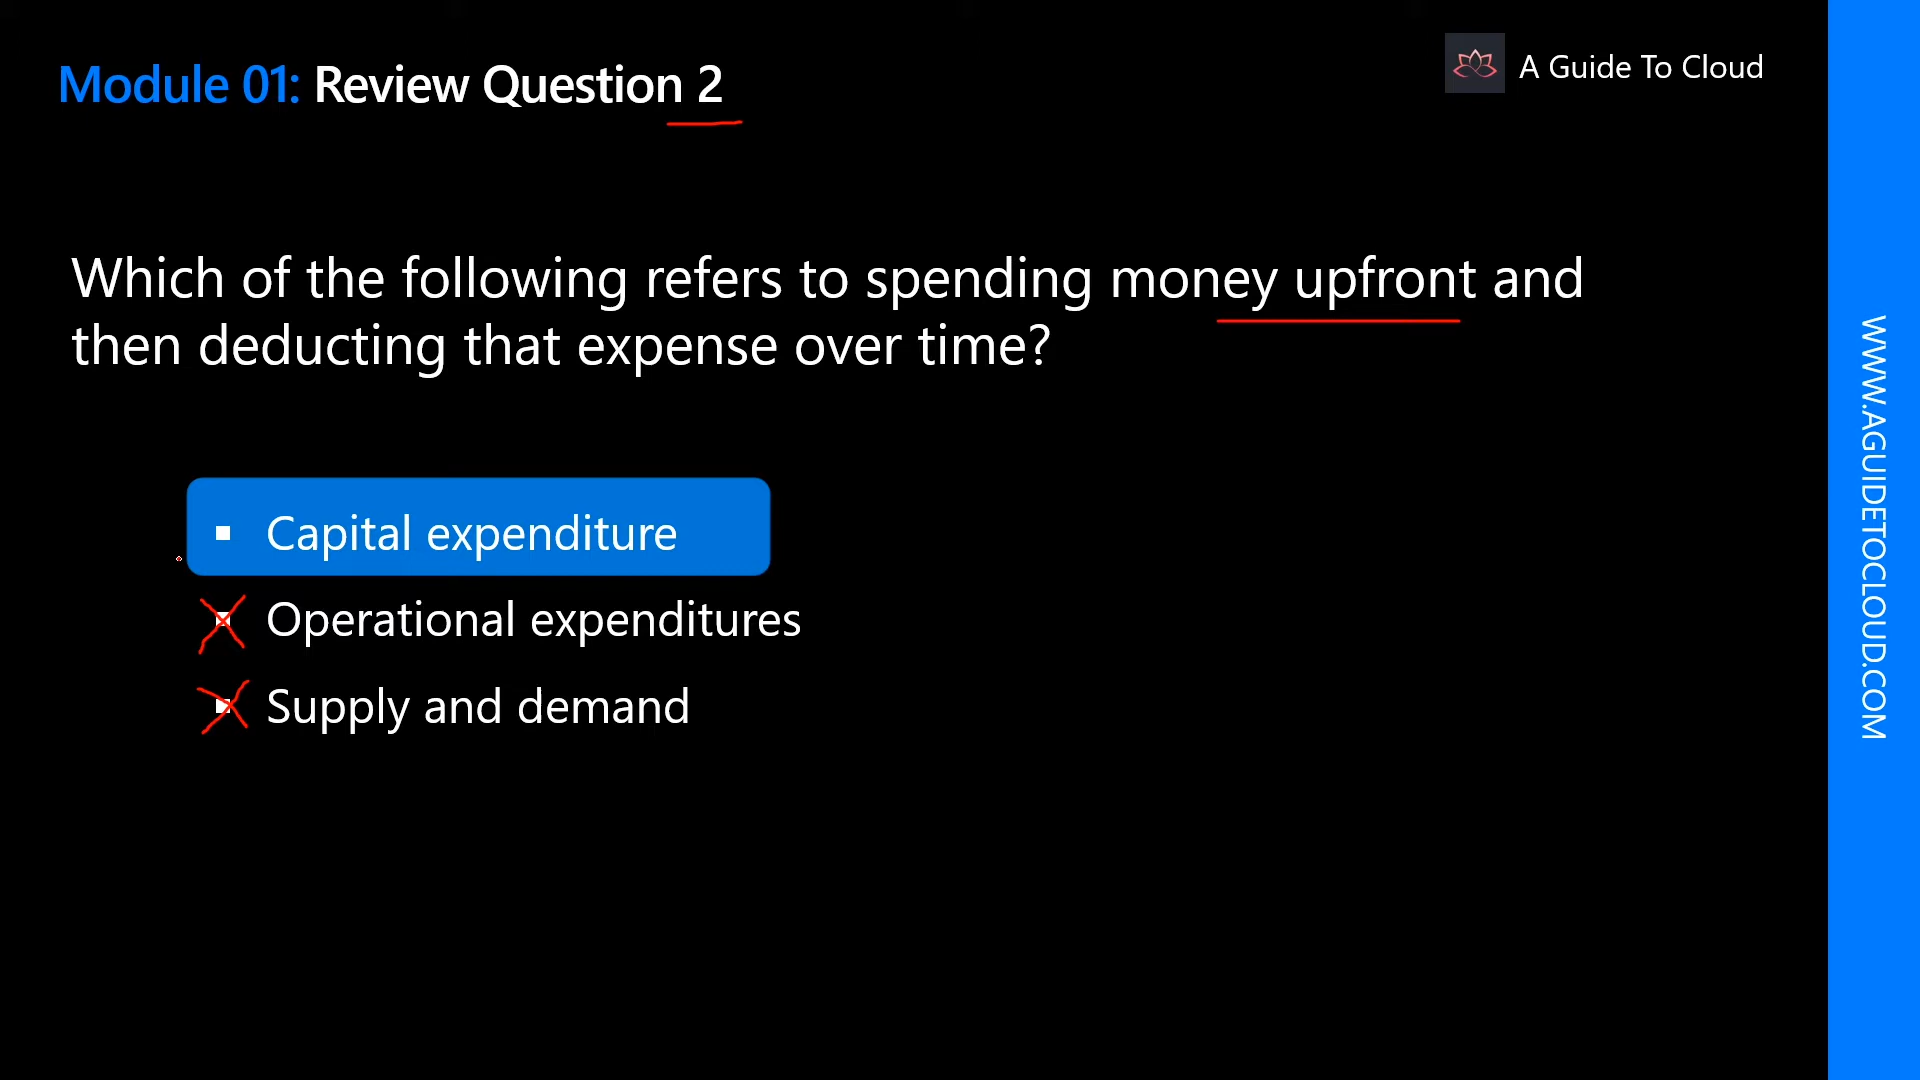 Module 01: Review Question 2
A Guide To Cloud
Which of the following refers to spending money upfront and
then deducting that expense over time?
▪ Capital expenditure
▪ Operational expenditures
▪ Supply and demand
WWW.AGUIDETOCLOUD.COM